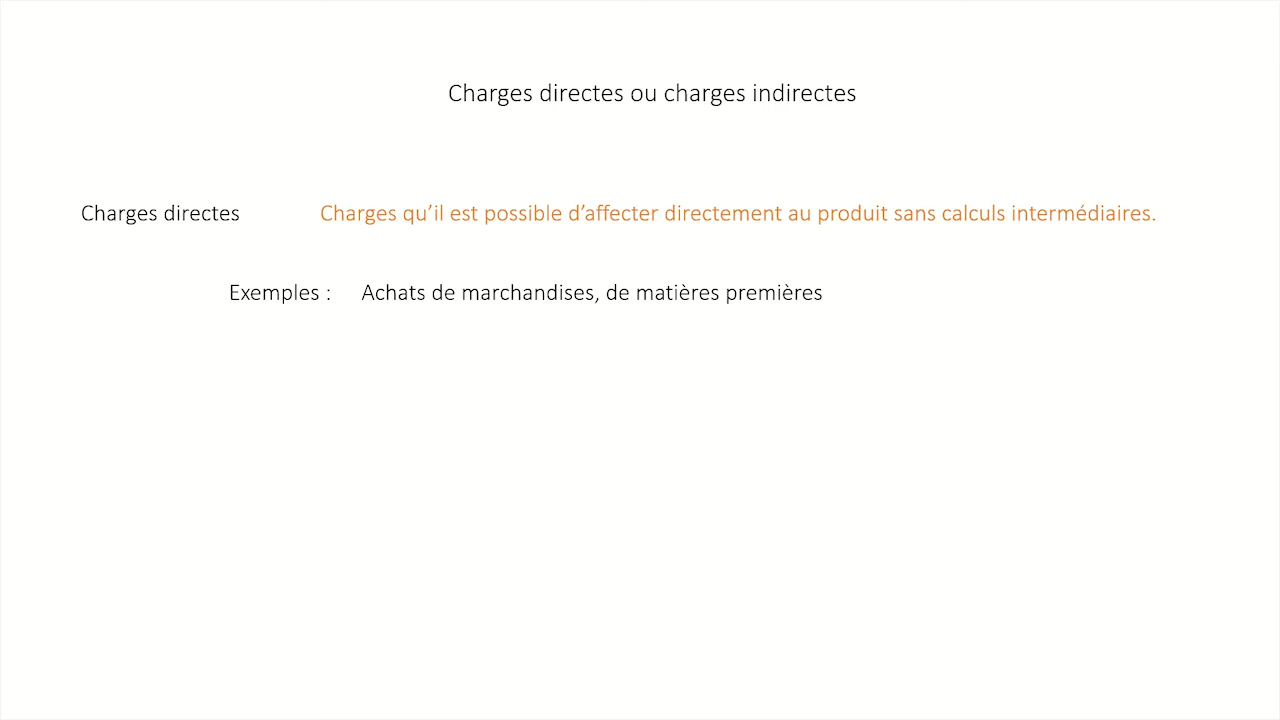 Charges directes ou charges indirectes
Charges directes Charges qu’il est possible d’affecter directement au produit sans calculs intermédiaires.
Exemples : Achats de marchandises, de matières premières